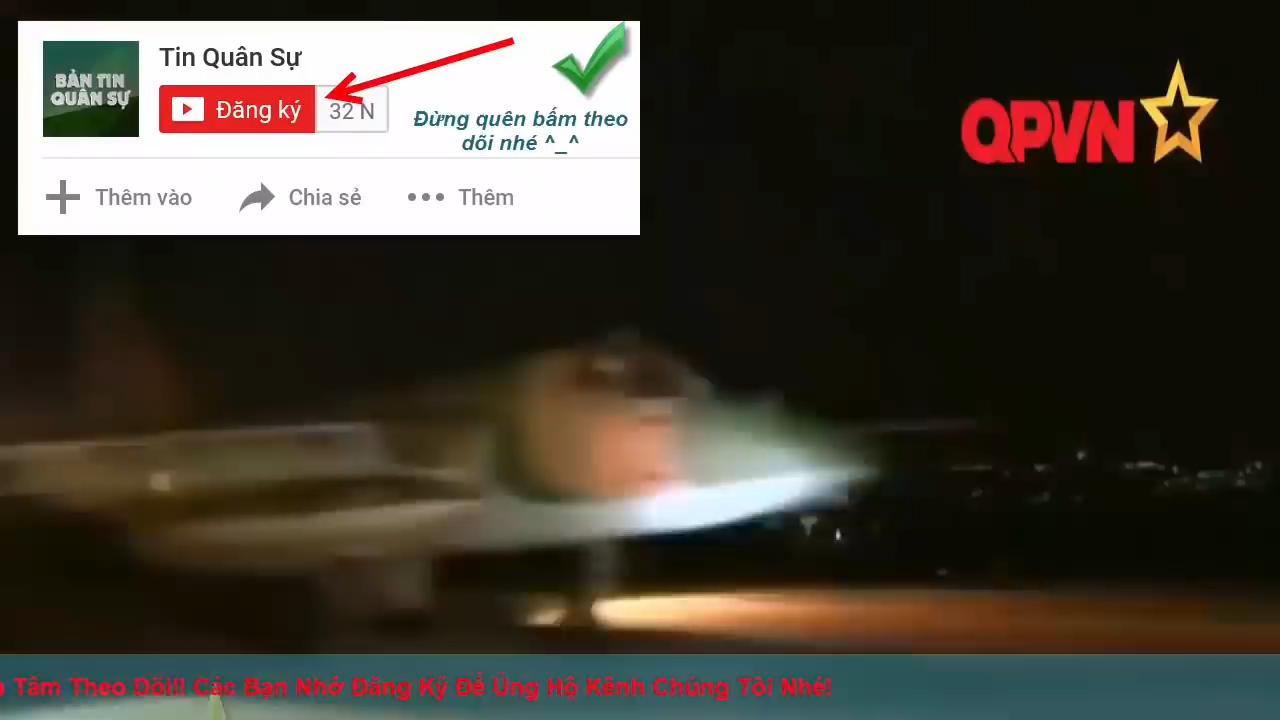 Tin Quân Sự
BẢN TIN
QUÂN SỰ
Đăng ký
32 N
Đừng quên bấm theo
dõi nhé ^_^
Thêm vào
Chia sẻ
Thêm
QPVN
Tâm Theo Dõi!! Các Bạn Nhớ Đăng Ký Để Ủng Hộ Kênh Chúng Tôi Nhé!